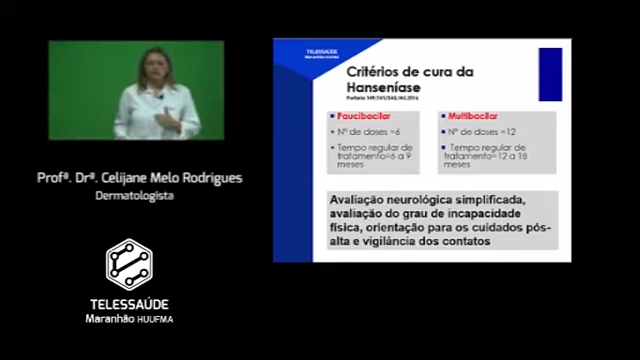 Profª. Drª. Celijane Melo Rodrigues
Dermatologista
TELESSAÚDE
Maranhão HUUFMA
TELESSAÚDE
Critérios de cura da
Hanseníase
Paucibacilar
Nº de doses =6
Tempo regular de
tratamento=6 a 9
meses
Multibacilar
Nº de doses =12
Tempo regular de
tratamento=12 a 18
meses
Avaliação neurológica simplificada,
avaliação do grau de incapacidade
física, orientação para os cuidados pós-
alta e vigilância dos contatos